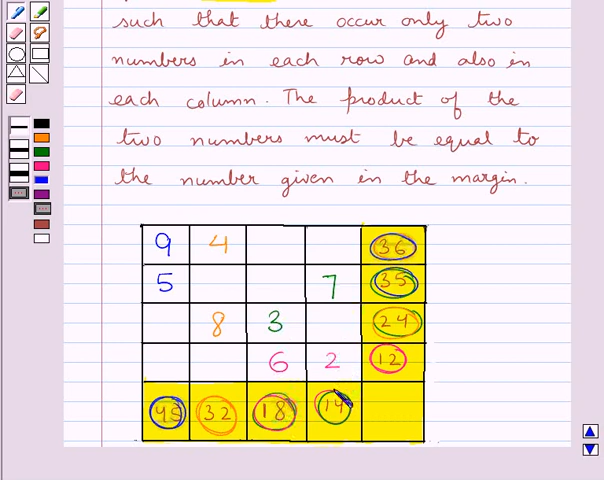 such that there occur only two
numbers in each row and also in
each column. The product of the
two numbers must be equal to
the number given in the margin.
9 4 36
5 7 35
8 3 24
6 2 12
45 32 18 14